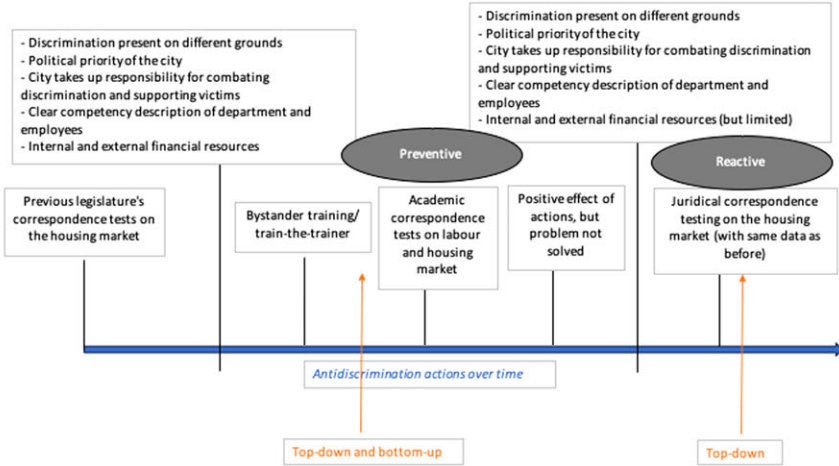 - Discrimination present on different grounds
- Political priority of the city
- City takes up responsibility for combating
discrimination and supporting victims
- Clear competency description of department and
employees
- Internal and external financial resources
- Discrimination present on different grounds
- Political priority of the city
- City takes up responsibility for combating discrimination
and supporting victims
- Clear competency description of department and
employees
- Internal and external financial resources (but limited)
Preventive
Reactive
Previous legislature's
correspondence tests on
the housing market
Bystander training/
train-the-trainer
Academic
correspondence
tests on labour
and housing
market
Positive effect of
actions, but
problem not
solved
Juridical correspondence
testing on the housing
market (with same data as
before)
Antidiscrimination actions over time
Top-down and bottom-up
Top-down